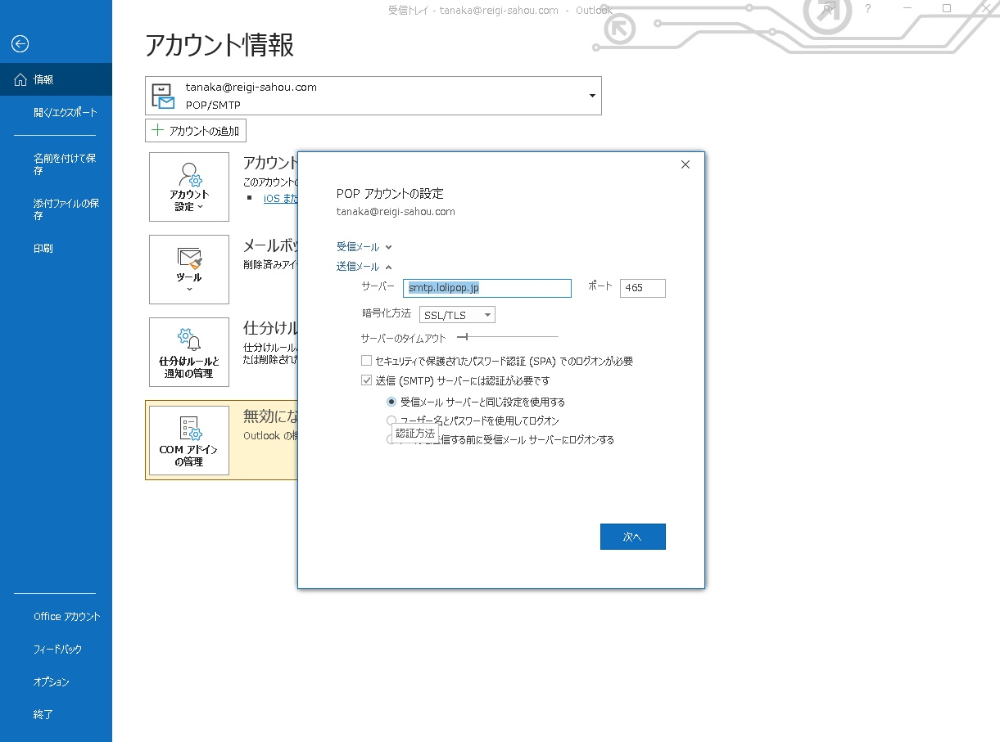 受信トレイ - tanaka@reigi-sahou.com - Outlook
?
アカウント情報
情報
開く/エクスポート
名前を付けて保
存
添付ファイルの保
存
印刷
Office アカウント
フィードバック
オプション
終了
tanaka@reigi-sahou.com
POP/SMTP
アカウントの追加
アカウント
設定
アカウント
このアカウント
iOS また
ツール
メールボッ
削除済みアイ
仕分けルールと
通知の管理
仕分けル
仕分けルール
たは削除された
COM アドイン
の管理
無効にな
Outlook の
POP アカウントの設定
tanaka@reigi-sahou.com
受信メール
送信メール
サーバー smtp.lolipop.jp ポート 465
暗号化方法 SSL/TLS
サーバーのタイムアウト
セキュリティで保護されたパスワード認証 (SPA) でのログオンが必要
送信 (SMTP) サーバーには認証が必要です
受信メール サーバーと同じ設定を使用する
ユーザー名とパスワードを使用してログオン
認証方法
信する前に受信メール サーバーにログオンする
次へ